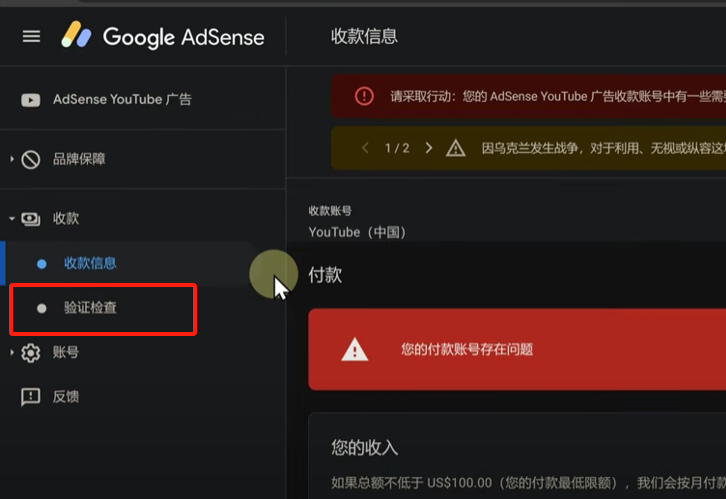 Google AdSense
收款信息
AdSense YouTube 广告
请采取行动：您的 AdSense YouTube 广告收款账号中有一些需
品牌保障
1 / 2
因乌克兰发生战争，对于利用、无视或纵容这
收款
收款账号
YouTube（中国）
收款信息
付款
验证检查
您的付款账号存在问题
账号
反馈
您的收入
如果总额不低于 US$100.00（您的付款最低限额），我们会按月付款